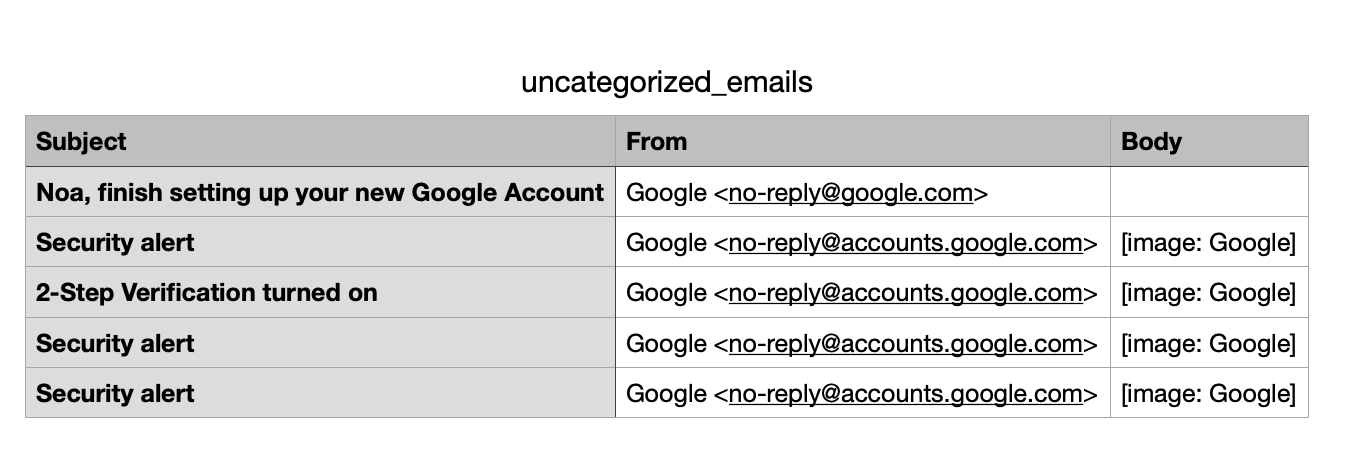 uncategorized_emails
Subject From Body
Noa, finish setting up your new Google Account Google <no-reply@google.com>
Security alert Google <no-reply@accounts.google.com> [image: Google]
2-Step Verification turned on Google <no-reply@accounts.google.com> [image: Google]
Security alert Google <no-reply@accounts.google.com> [image: Google]
Security alert Google <no-reply@accounts.google.com> [image: Google]